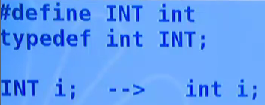 #define INT int
typedef int INT;
INT i;  -->   int i;